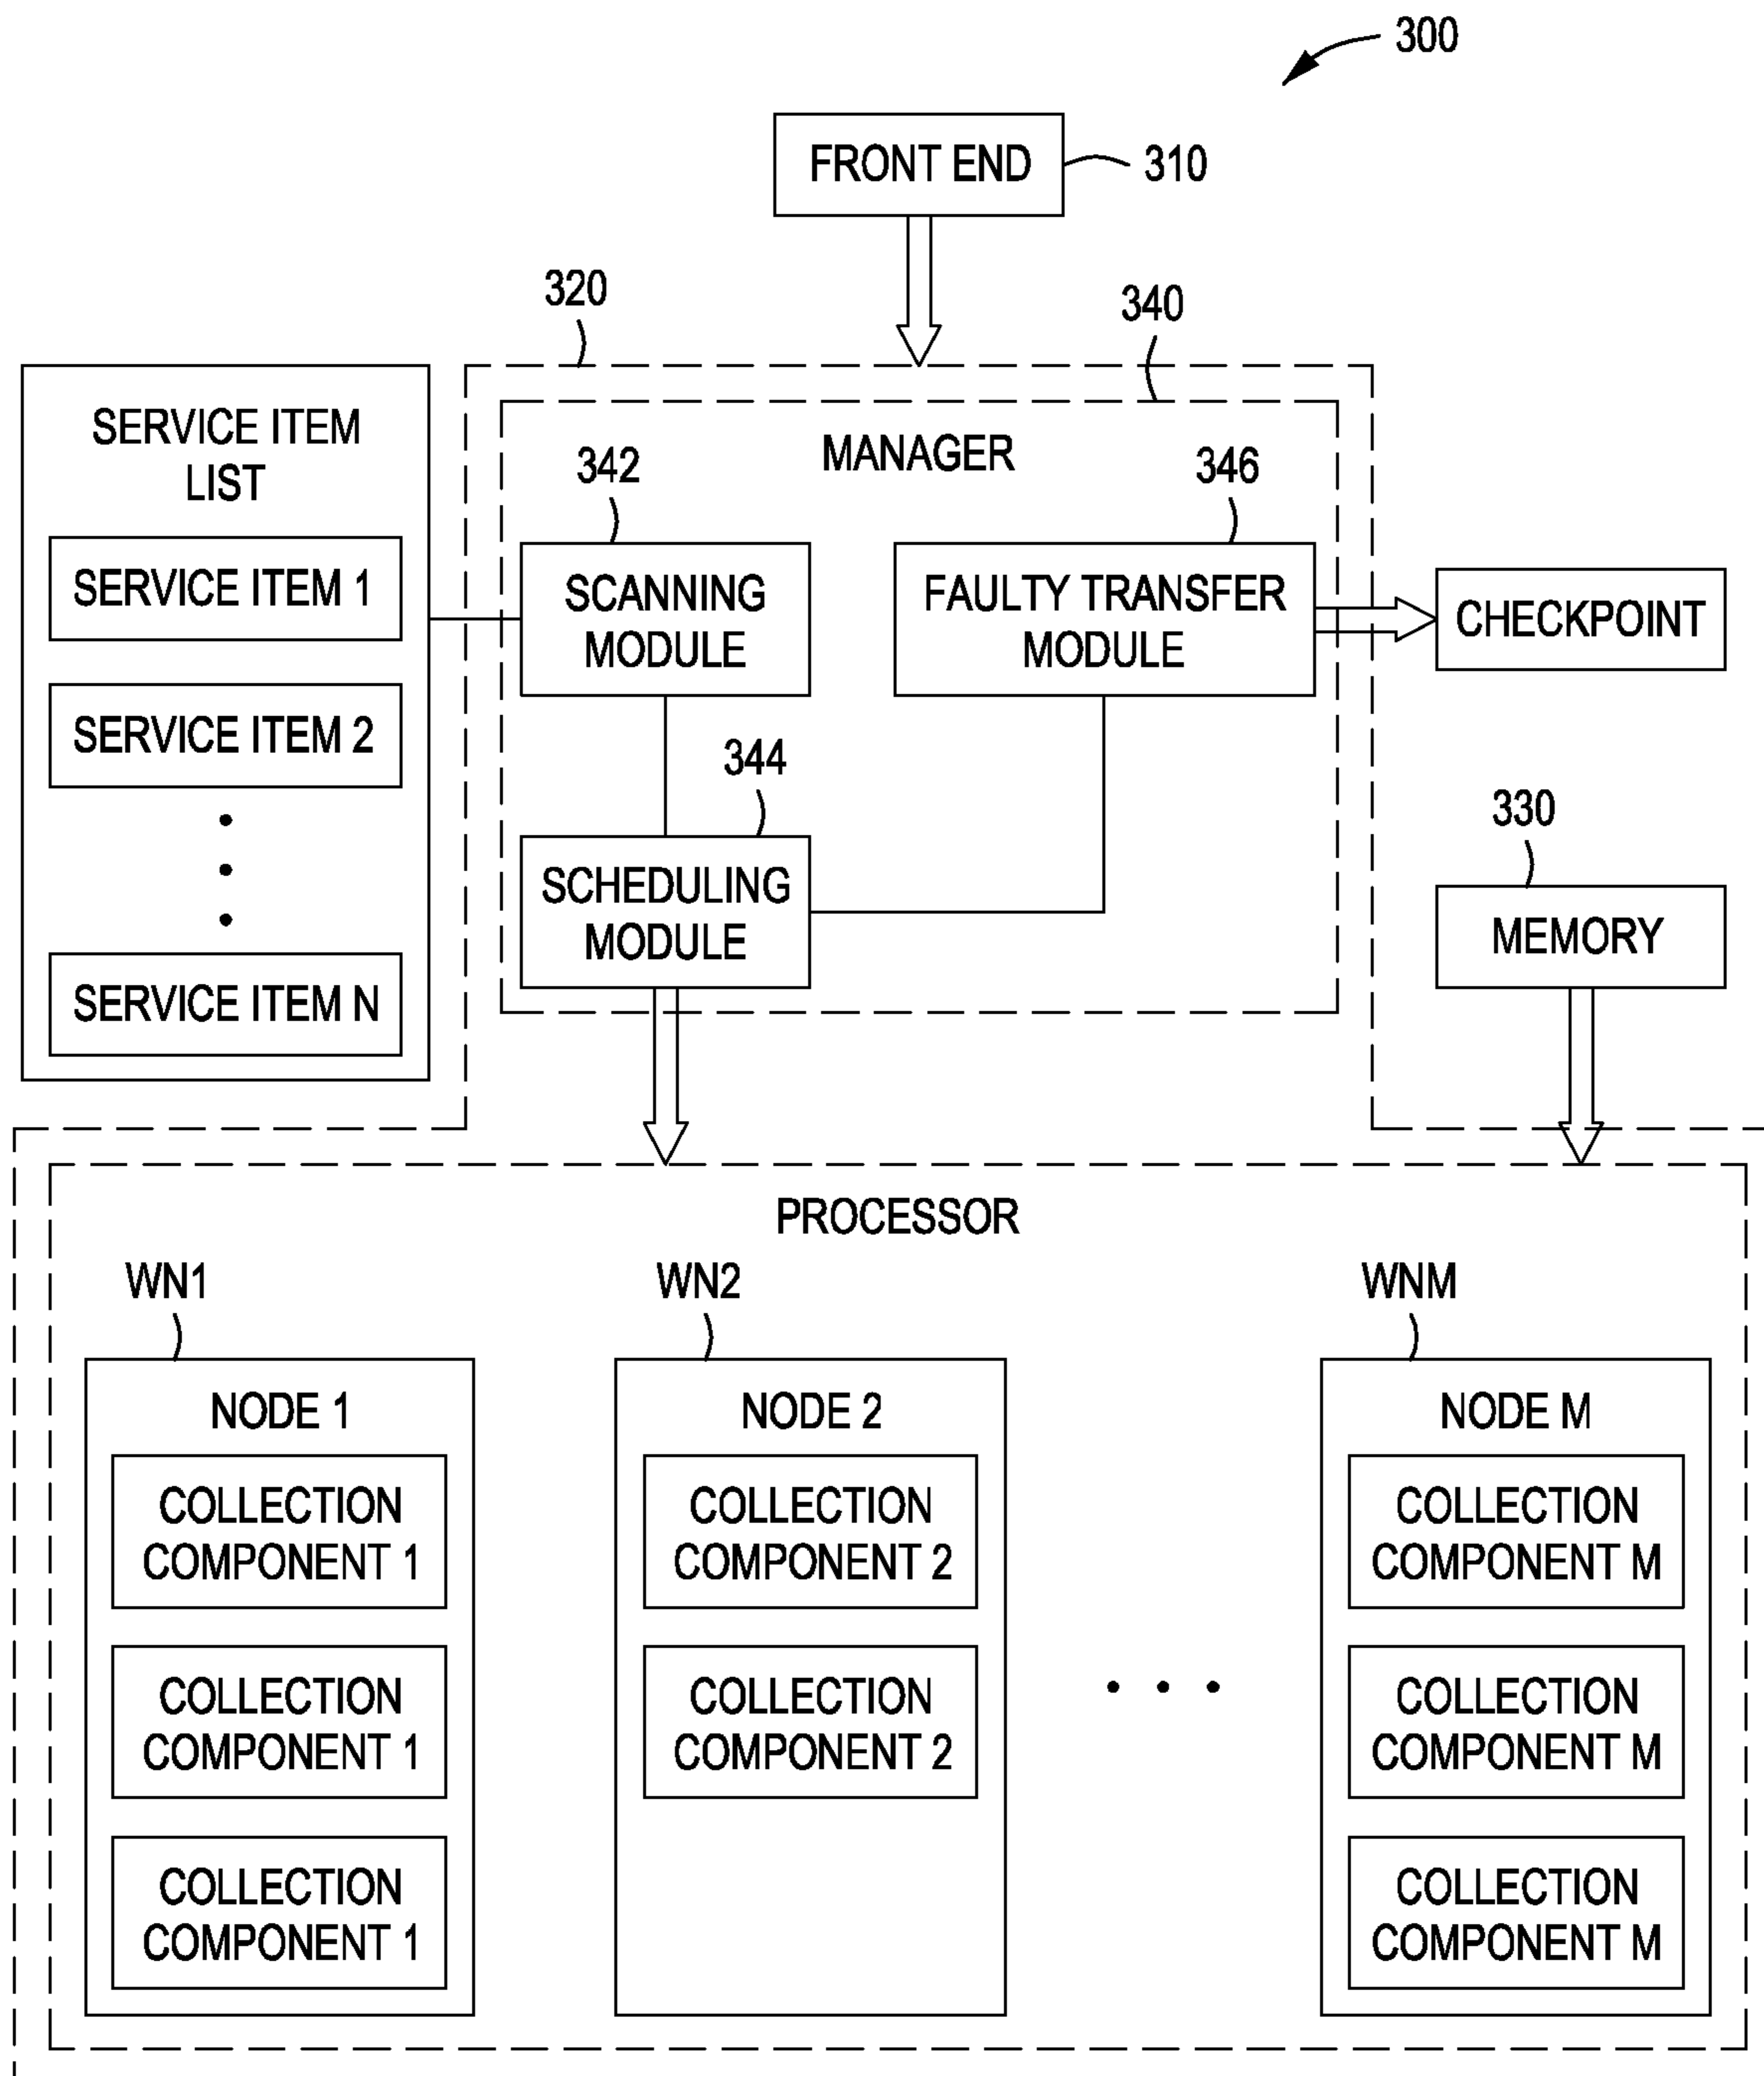 300
FRONT END
310
320
340
SERVICE ITEM
LIST
SERVICE ITEM 1
SERVICE ITEM 2
SERVICE ITEM N
MANAGER
342
346
SCANNING
MODULE
FAULTY TRANSFER
MODULE
CHECKPOINT
344
SCHEDULING
MODULE
330
MEMORY
PROCESSOR
WN1
WN2
WNM
NODE 1
COLLECTION
COMPONENT 1
COLLECTION
COMPONENT 1
COLLECTION
COMPONENT 1
NODE 2
COLLECTION
COMPONENT 2
COLLECTION
COMPONENT 2
NODE M
COLLECTION
COMPONENT M
COLLECTION
COMPONENT M
COLLECTION
COMPONENT M